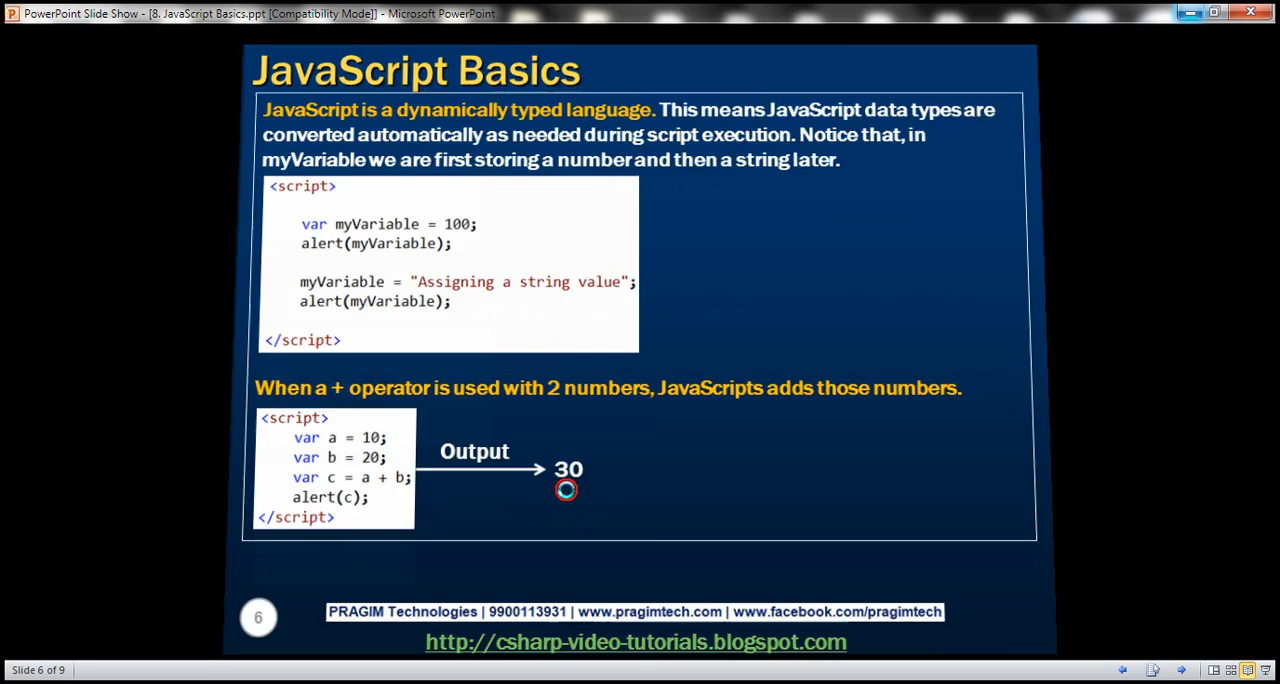 PowerPoint Slide Show - [8. JavaScript Basics.ppt [Compatibility Mode]] - Microsoft PowerPoint
JavaScript Basics
JavaScript is a dynamically typed language. This means JavaScript data types are
converted automatically as needed during script execution. Notice that, in
myVariable we are first storing a number and then a string later.
<script>
var myVariable = 100;
alert(myVariable);
myVariable = "Assigning a string value";
alert(myVariable);
</script>
When a + operator is used with 2 numbers, JavaScripts adds those numbers.
<script>
var a = 10;
var b = 20;
var c = a + b;
alert(c);
</script>
Output
30
6
PRAGIM Technologies | 9900113931 | www.pragimtech.com | www.facebook.com/pragimtech
http://csharp-video-tutorials.blogspot.com
Slide 6 of 9